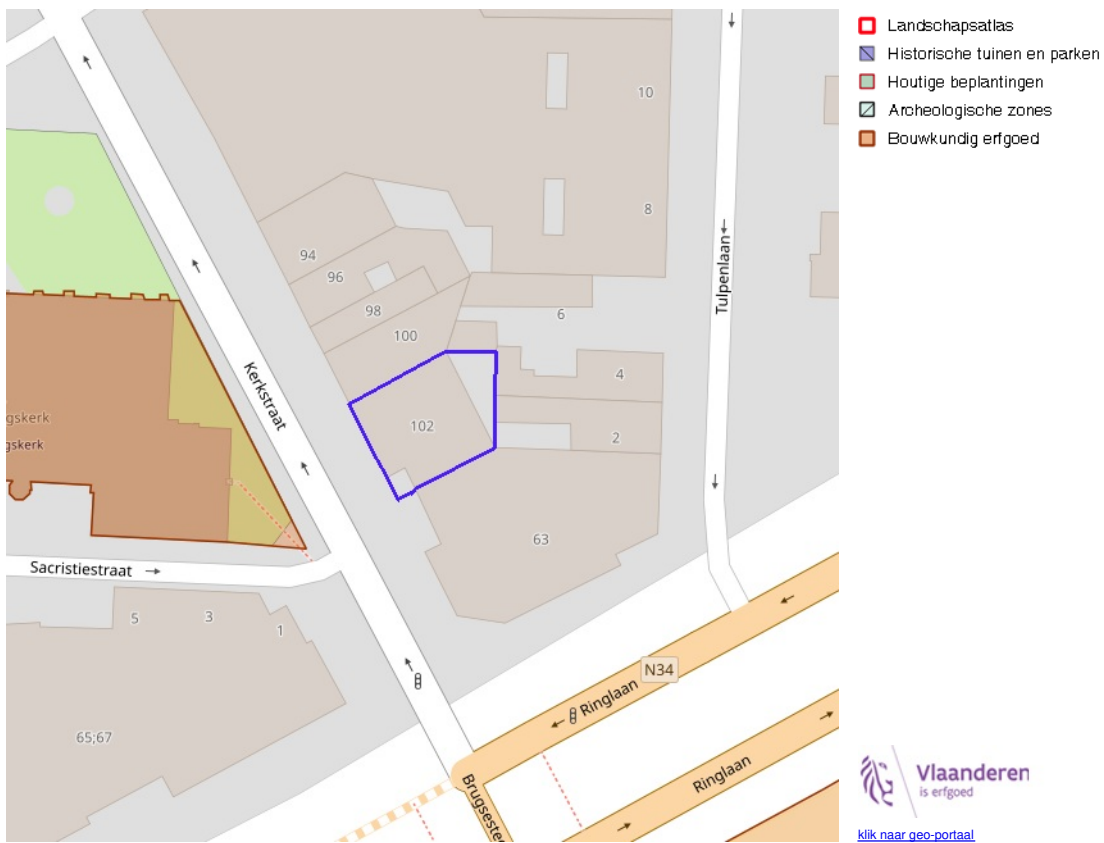 Landschapsatlas
Historische tuinen en parken
Houtige beplantingen
Archeologische zones
Bouwkundig erfgoed
10
8
94
96
98
100
6
4
2
102
63
Tulpenlaan
Kerkstraat
gskerk
gskerk
Sacristiestraat
5
3
1
65;67
N34
Ringlaan
Ringlaan
Brugsestee
Vlaanderen
is erfgoed
klik naar geo-portaal